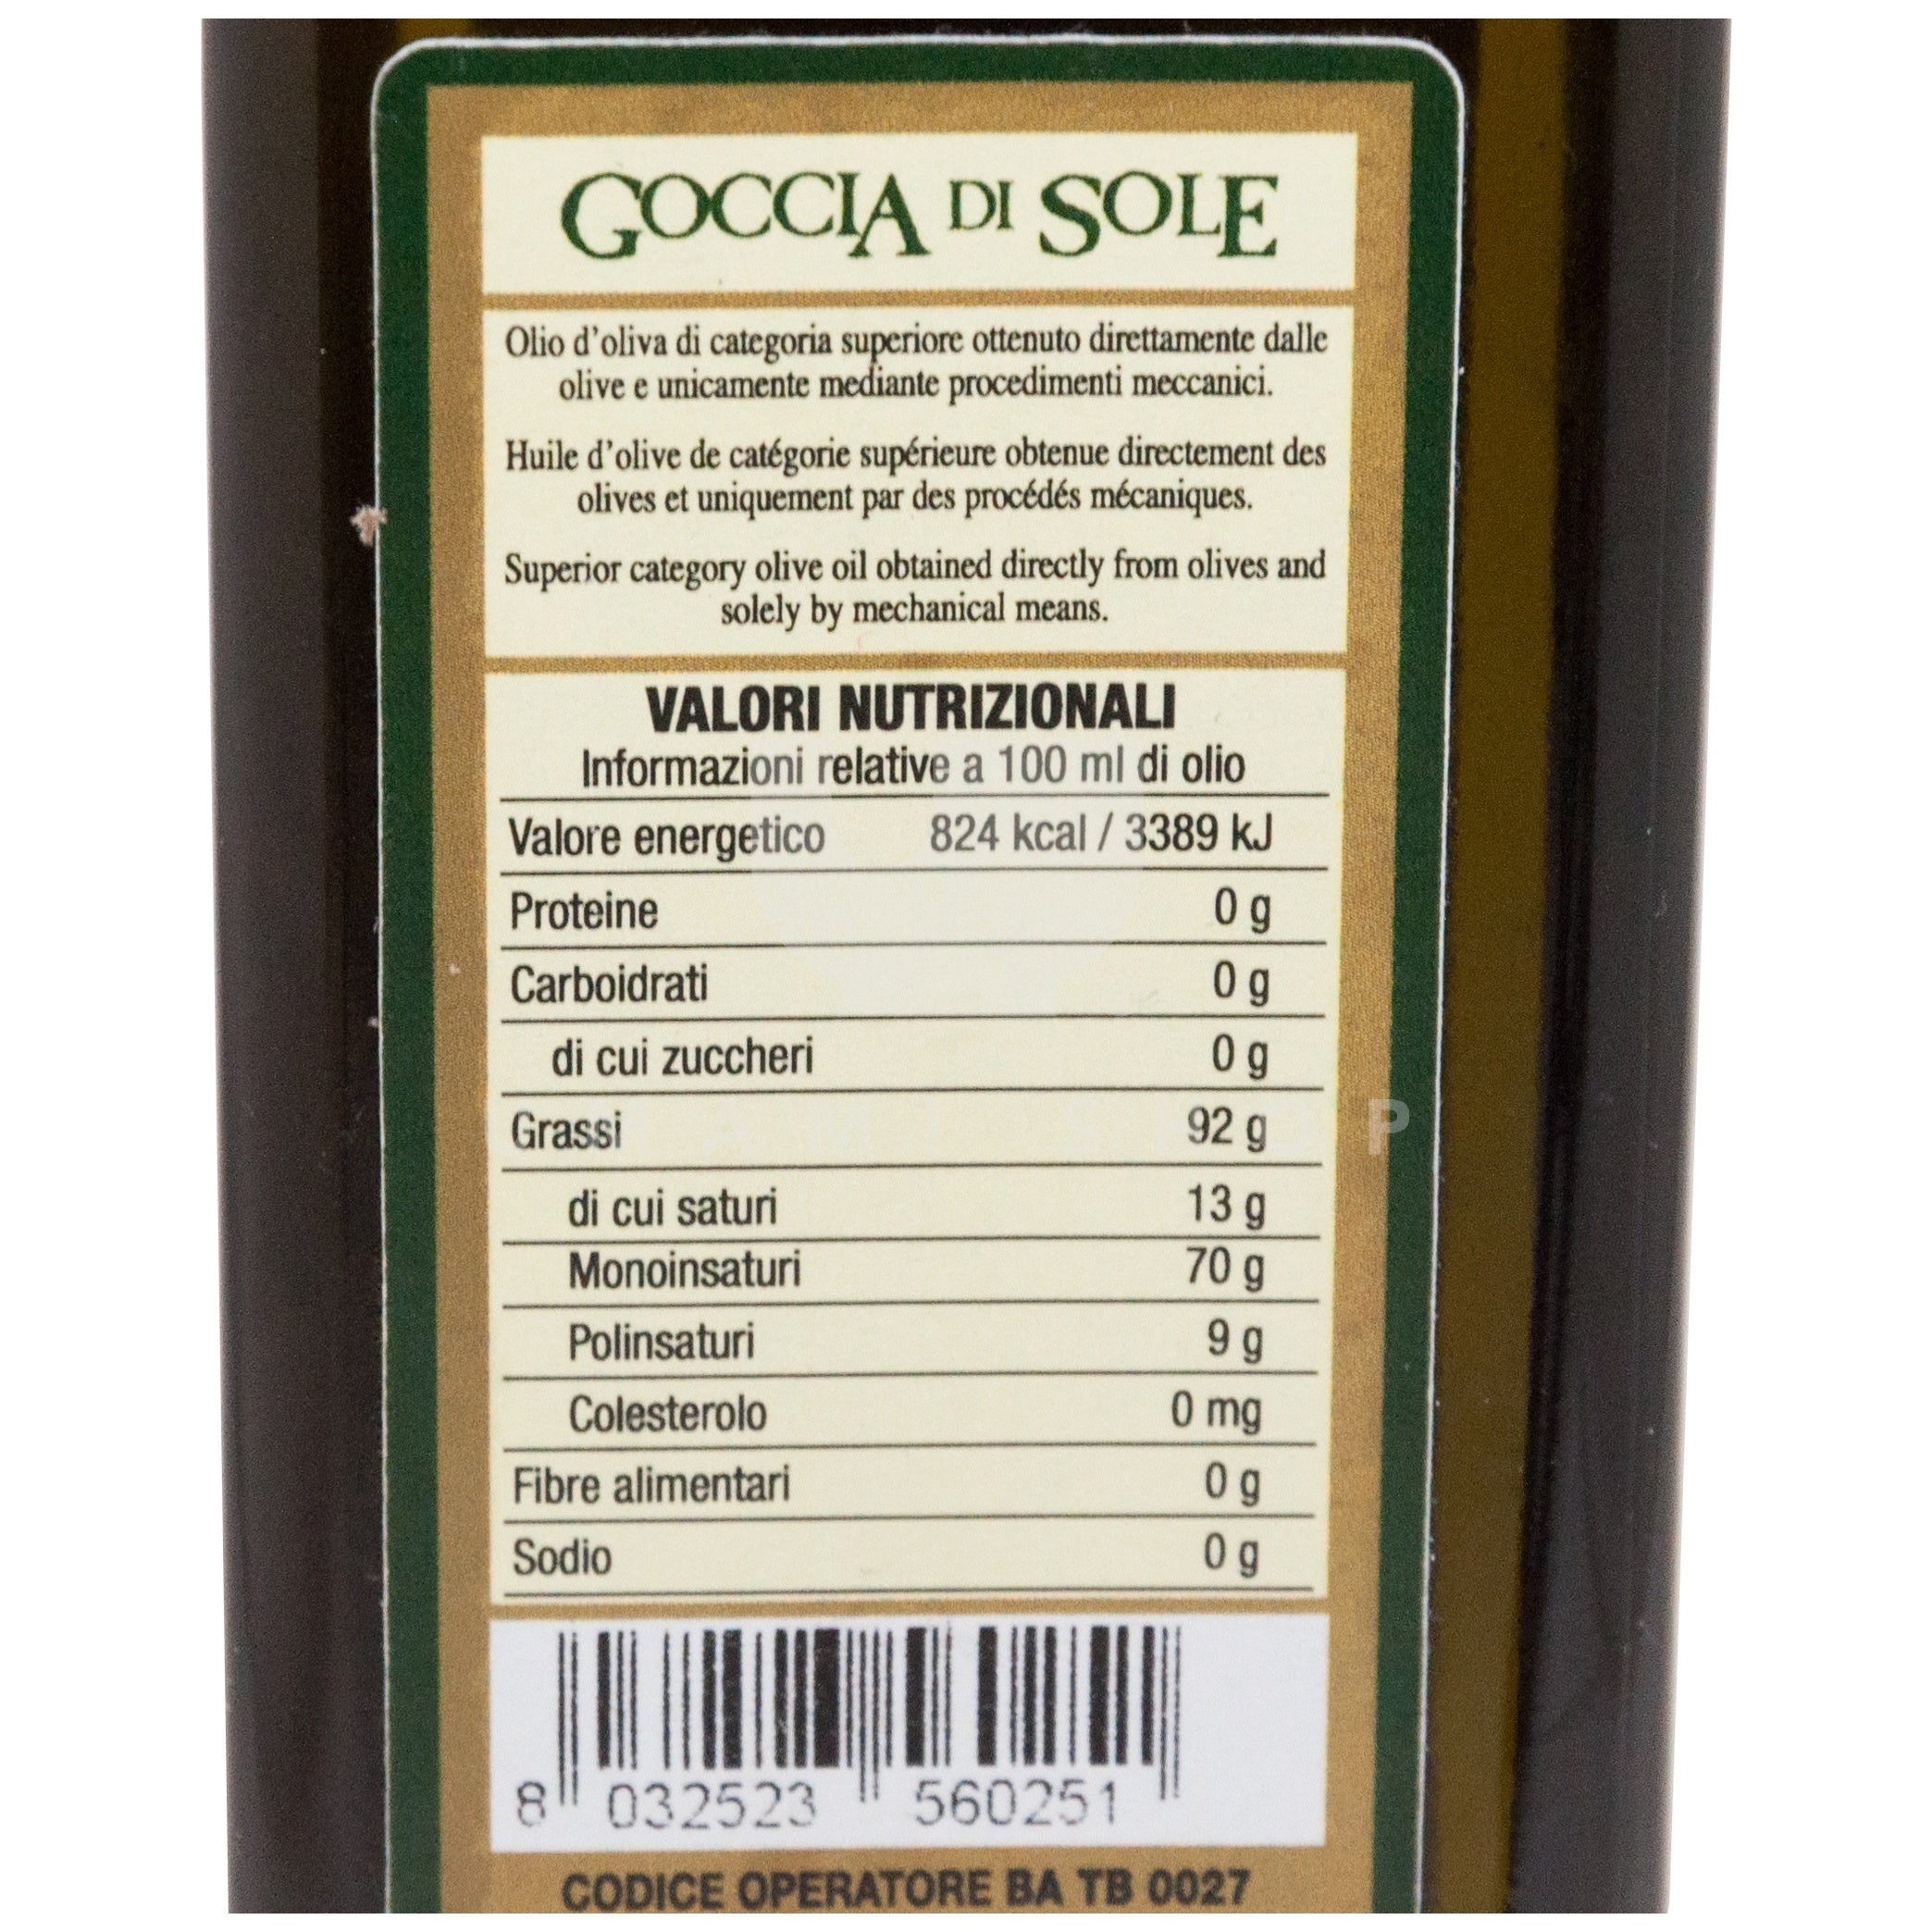 GOCCIA DI SOLE
Olio d'oliva di categoria superiore ottenuto direttamente dalle
olive e unicamente mediante procedimenti meccanici.
Huile d'olive de catégorie supérieure obtenue directement des
olives et uniquement par des procédés mécaniques.
Superior category olive oil obtained directly from olives and
solely by mechanical means.
VALORI NUTRIZIONALI
Informazioni relative a 100 ml di olio
Valore energetico 824 kcal / 3389 kJ
Proteine 0 g
Carboidrati 0 g
di cui zuccheri 0 g
Grassi 92 g
di cui saturi 13 g
Monoinsaturi 70 g
Polinsaturi 9 g
Colesterolo 0 mg
Fibre alimentari 0 g
Sodio 0 g
8 032523 560251
CODICE OPERATORE BA TB 0027